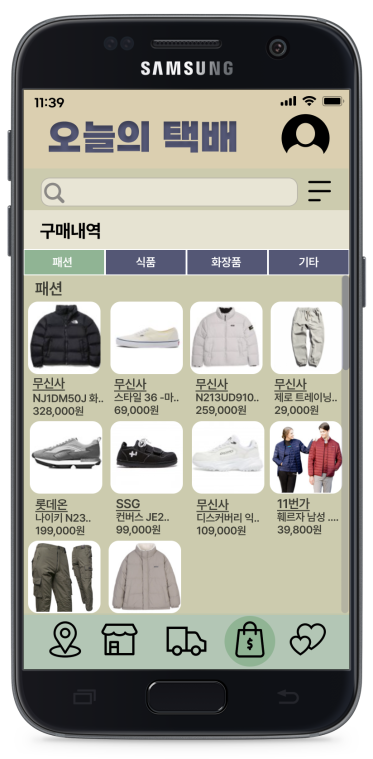 SAMSUNG
11:39
오늘의 택배
구매내역
패션 식품 화장품 기타
패션
무신사 무신사 무신사 무신사
NJ1DM50J 화.. 스타일 36 -마.. N213UD910.. 제로 트레이닝..
328,000원 69,000원 259,000원 29,000원
롯데온 SSG 무신사 11번가
나이키 N23.. 컨버스 JE2.. 디스커버리 익.. 훼르자 남성 ....
199,000원 99,000원 109,000원 39,800원
$